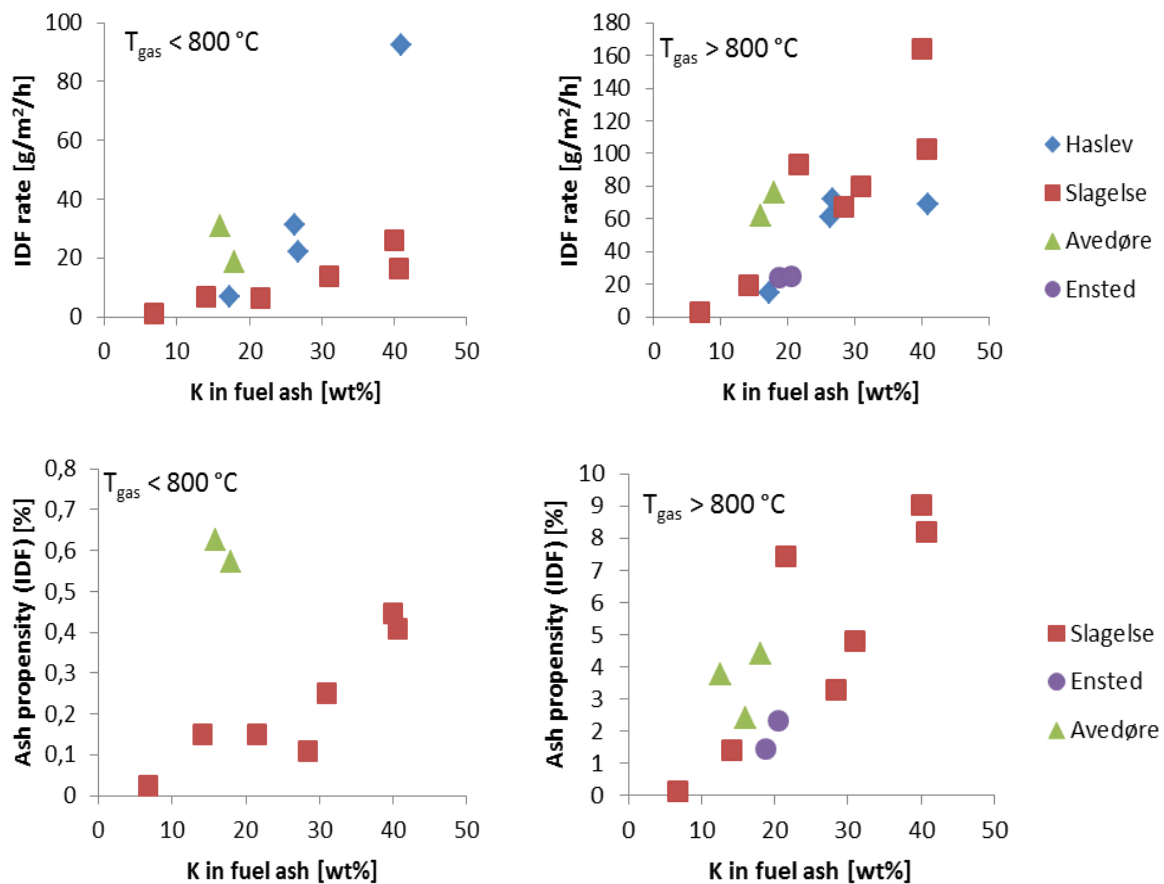 T_gas < 800 °C
IDF rate [g/m²/h]
100
80
60
40
20
0
0 10 20 30 40 50
K in fuel ash [wt%]
T_gas > 800 °C
IDF rate [g/m²/h]
180
160
140
120
100
80
60
40
20
0
0 10 20 30 40 50
K in fuel ash [wt%]
Haslev
Slagelse
Avedøre
Ensted
T_gas < 800 °C
Ash propensity (IDF) [%]
0,8
0,7
0,6
0,5
0,4
0,3
0,2
0,1
0
0 10 20 30 40 50
K in fuel ash [wt%]
T_gas > 800 °C
Ash propensity (IDF) [%]
10
9
8
7
6
5
4
3
2
1
0
0 10 20 30 40 50
K in fuel ash [wt%]
Slagelse
Ensted
Avedøre